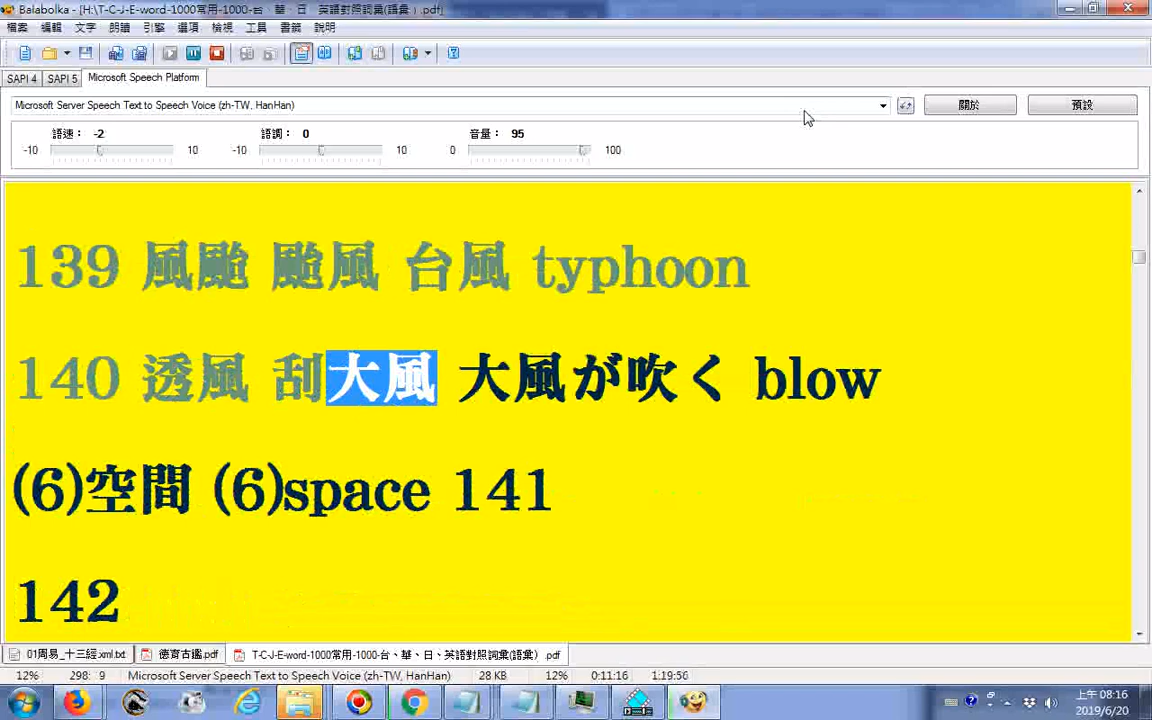 Balabolka - [H:\T-C-J-E-word-1000常用-1000-台、華、日、英語對照詞彙(語彙).pdf]
檔案 編輯 文字 朗讀 引擎 選項 檢視 工具 書籤 說明
SAPI 4 SAPI 5 Microsoft Speech Platform
Microsoft Server Speech Text to Speech Voice (zh-TW, HanHan) 關於 預設
語速： -2 語調： 0 音量： 95
-10 10 -10 10 0 100
139 風颱 颱風 台風 typhoon
140 透風 刮大風 大風が吹く blow
(6)空間 (6)space 141
142
01周易_十三經.xml.txt 德育古鑑.pdf T-C-J-E-word-1000常用-1000-台、華、日、英語對照詞彙(語彙）.pdf
12% 298: 9 Microsoft Server Speech Text to Speech Voice (zh-TW, HanHan) 28 KB 12% 0:11:16 1:19:56
上午 08:16
2019/6/20